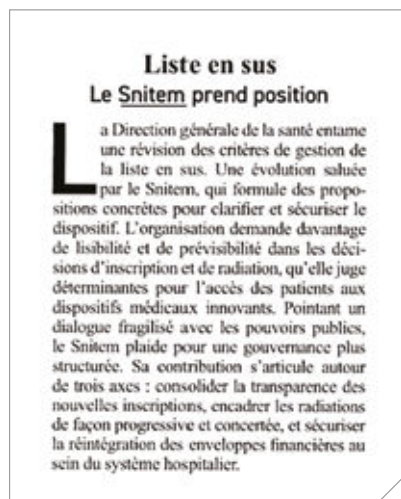 Liste en sus
Le Snitem prend position
La Direction générale de la santé entame
une révision des critères de gestion de
la liste en sus. Une évolution saluée
par le Snitem, qui formule des propo-
sitions concrètes pour clarifier et sécuriser le
dispositif. L'organisation demande davantage
de lisibilité et de prévisibilité dans les déci-
sions d'inscription et de radiation, qu'elle juge
déterminantes pour l'accès des patients aux
dispositifs médicaux innovants. Pointant un
dialogue fragilisé avec les pouvoirs publics,
le Snitem plaide pour une gouvernance plus
structurée. Sa contribution s'articule autour
de trois axes : consolider la transparence des
nouvelles inscriptions, encadrer les radiations
de façon progressive et concertée, et sécuriser
la réintégration des enveloppes financières au
sein du système hospitalier.